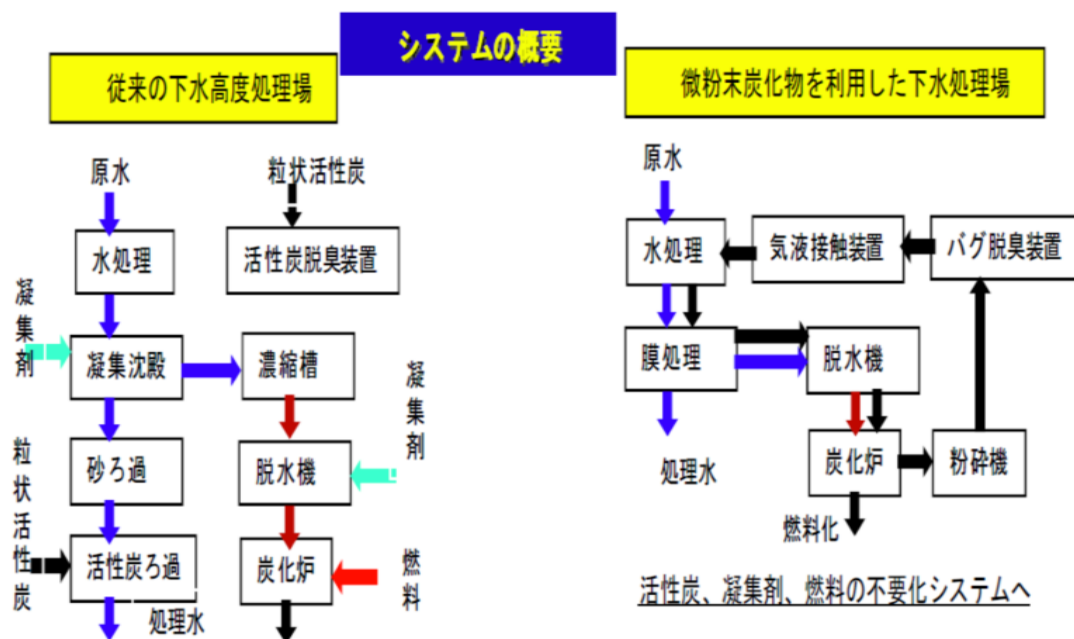 システムの概要
従来の下水高度処理場
原水
粒状活性炭
水処理
活性炭脱臭装置
凝集剤
凝集沈殿
濃縮槽
凝集剤
粒状活性炭
砂ろ過
脱水機
活性炭ろ過
炭化炉
燃料
処理水
微粉末炭化物を利用した下水処理場
原水
水処理
気液接触装置
バグ脱臭装置
膜処理
脱水機
処理水
炭化炉
粉砕機
燃料化
活性炭、凝集剤、燃料の不要化システムへ